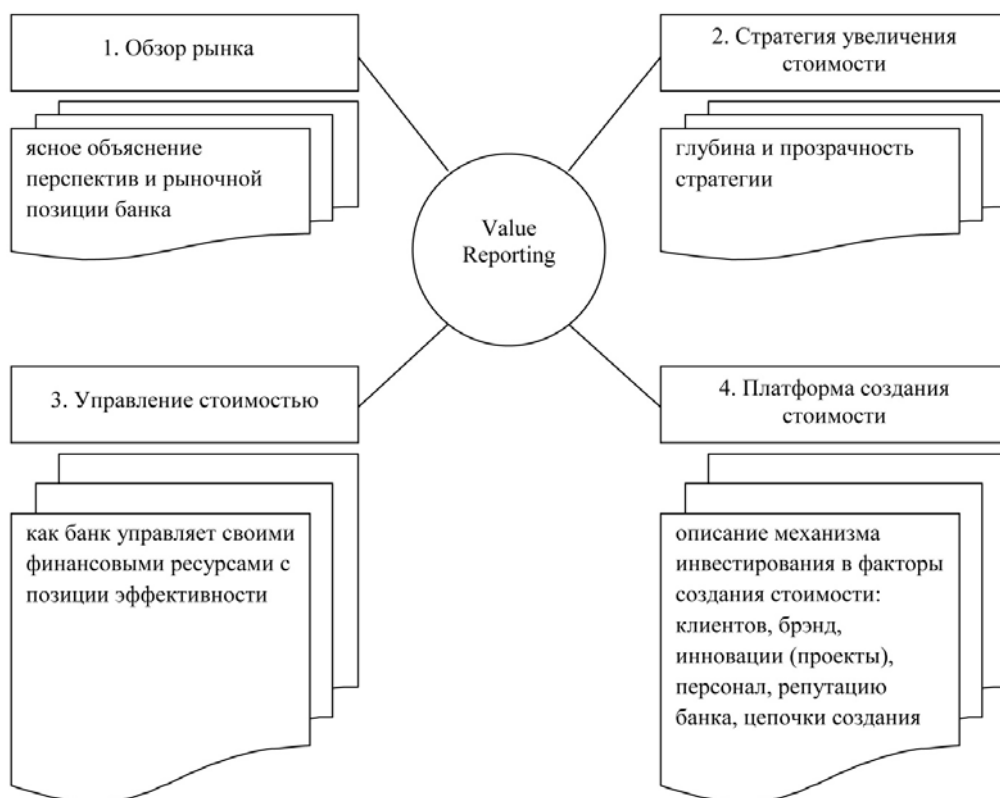 1. Обзор рынка
ясное объяснение
перспектив и рыночной
позиции банка
2. Стратегия увеличения
стоимости
глубина и прозрачность
стратегии
Value
Reporting
3. Управление стоимостью
как банк управляет своими
финансовыми ресурсами с
позиции эффективности
4. Платформа создания
стоимости
описание механизма
инвестирования в факторы
создания стоимости:
клиентов, брэнд,
инновации (проекты),
персонал, репутацию
банка, цепочки создания